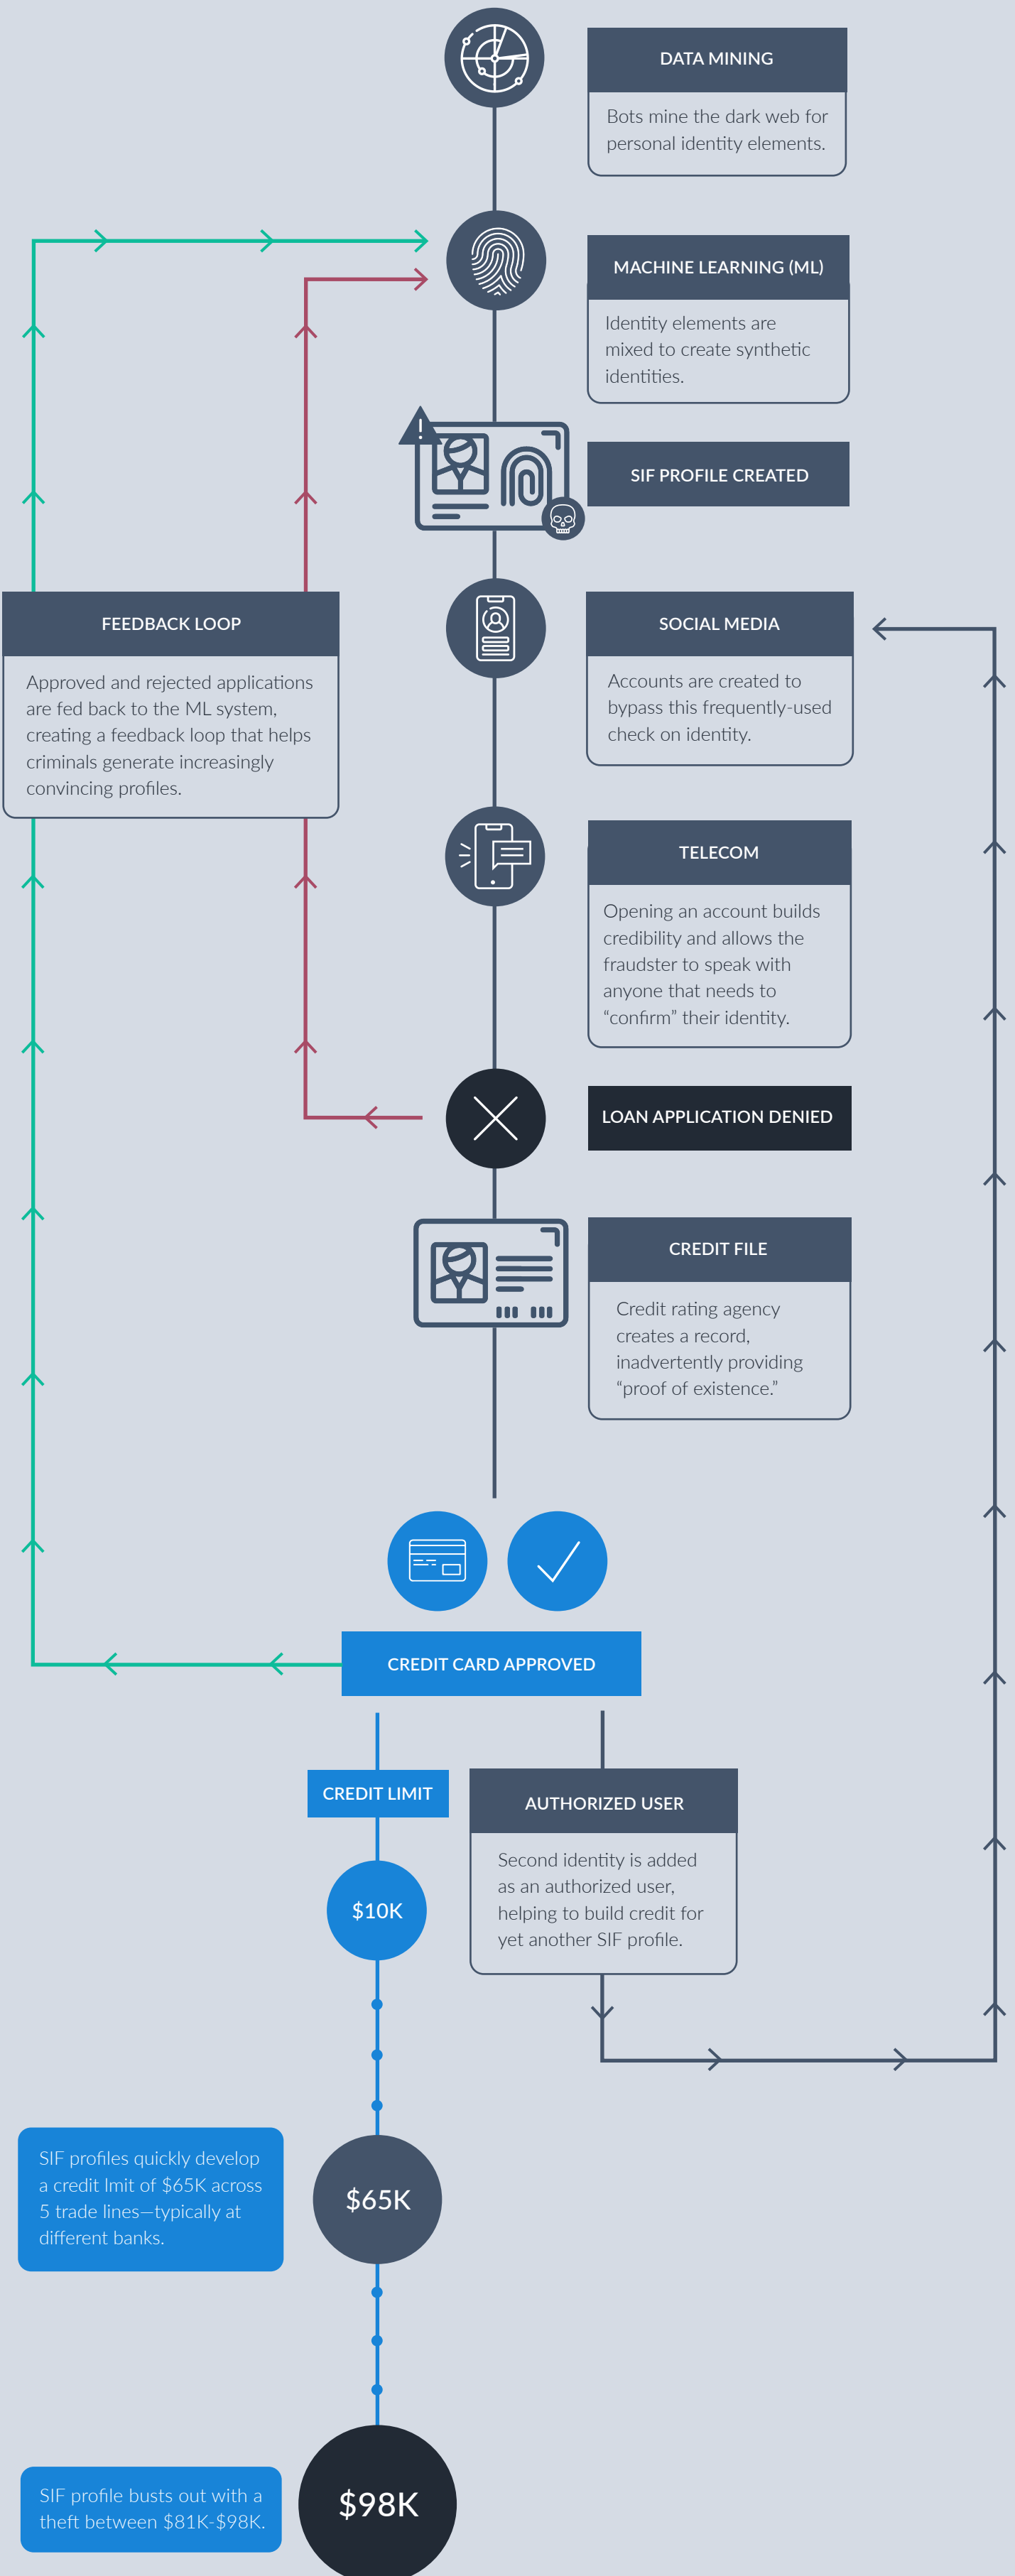 DATA MINING
Bots mine the dark web for
personal identity elements.
MACHINE LEARNING (ML)
Identity elements are
mixed to create synthetic
identities.
SIF PROFILE CREATED
FEEDBACK LOOP
Approved and rejected applications
are fed back to the ML system,
creating a feedback loop that helps
criminals generate increasingly
convincing profiles.
SOCIAL MEDIA
Accounts are created to
bypass this frequently-used
check on identity.
TELECOM
Opening an account builds
credibility and allows the
fraudster to speak with
anyone that needs to
“confirm” their identity.
LOAN APPLICATION DENIED
CREDIT FILE
Credit rating agency
creates a record,
inadvertently providing
“proof of existence.”
CREDIT CARD APPROVED
CREDIT LIMIT
AUTHORIZED USER
Second identity is added
as an authorized user,
helping to build credit for
yet another SIF profile.
$10K
SIF profiles quickly develop
a credit lmit of $65K across
5 trade lines—typically at
different banks.
$65K
SIF profile busts out with a
theft between $81K-$98K.
$98K